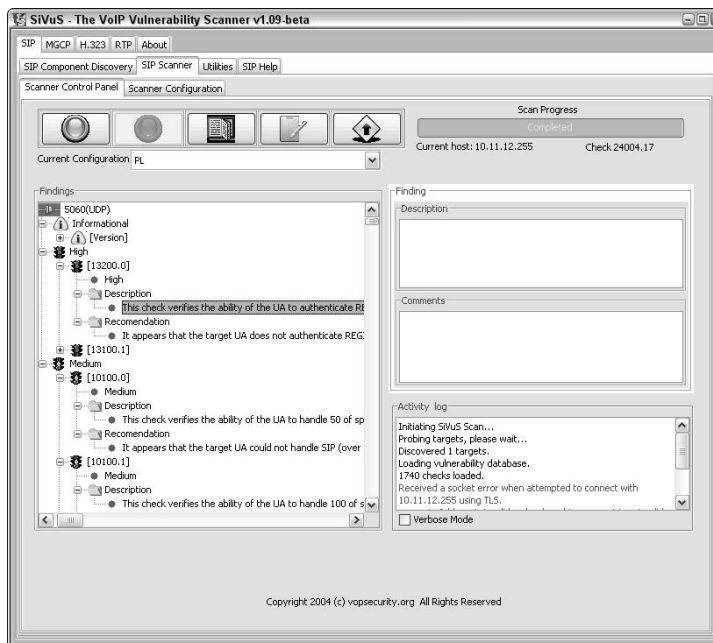 SiVuS - The VoIP Vulnerability Scanner v1.09-beta
SIP MGCP H.323 RTP About
SIP Component Discovery SIP Scanner Utilities SIP Help
Scanner Control Panel Scanner Configuration
Scan Progress
Completed
Current host: 10.11.12.255 Check 24004.17
Current Configuration PL
Findings
5060(UDP)
Informational
[Version]
High
[13200.0]
High
Description
This check verifies the ability of the UA to authenticate RE
Recomendation
It appears that the target UA does not authenticate REG
[13100.1]
Medium
[10100.0]
Medium
Description
This check verifies the ability of the UA to handle 50 of sp
Recomendation
It appears that the target UA could not handle SIP (over
[10100.1]
Medium
Description
This check verifies the ability of the UA to handle 100 of s
Finding
Description
Comments
Activity log
Initiating SiVuS Scan...
Probing targets, please wait...
Discovered 1 targets.
Loading vulnerability database.
1740 checks loaded.
Received a socket error when attempted to connect with
10.11.12.255 using TLS.
Verbose Mode
Copyright 2004 (c) vopsecurity.org All Rights Reserved